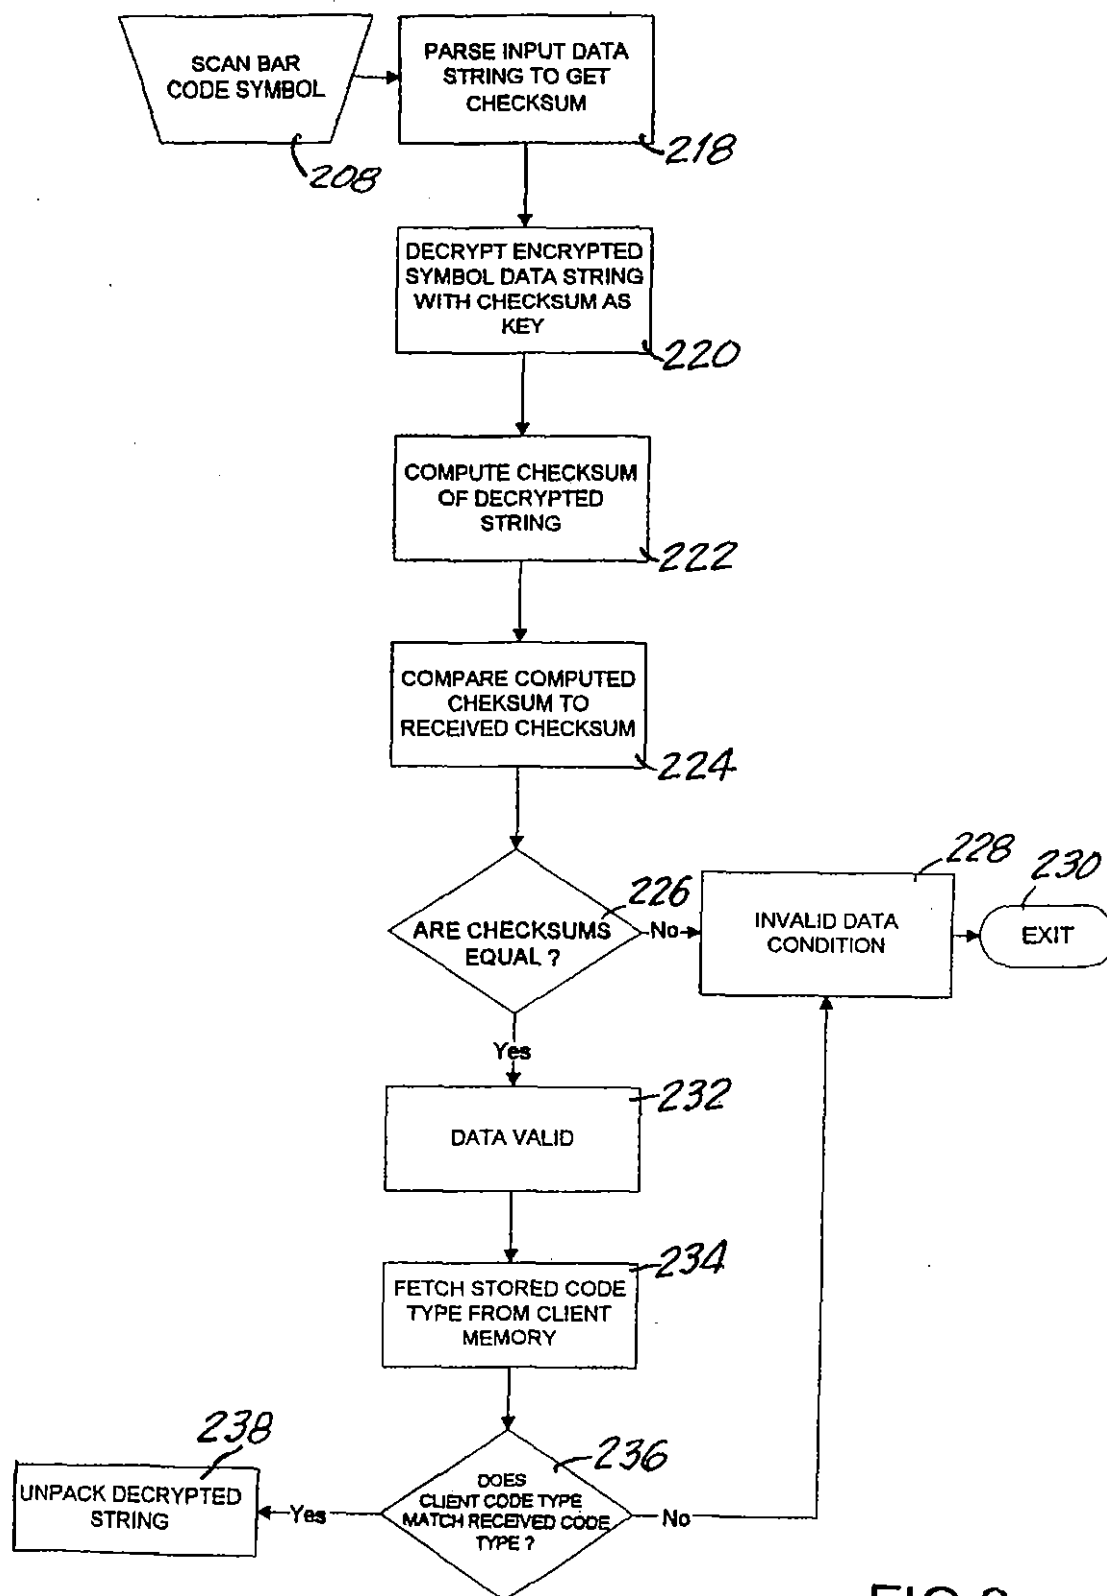 SCAN BAR
CODE SYMBOL
208
PARSE INPUT DATA
STRING TO GET
CHECKSUM
218
DECRYPT ENCRYPTED
SYMBOL DATA STRING
WITH CHECKSUM AS
KEY
220
COMPUTE CHECKSUM
OF DECRYPTED
STRING
222
COMPARE COMPUTED
CHEKSUM TO
RECEIVED CHECKSUM
224
226
ARE CHECKSUMS
EQUAL ?
No
228
INVALID DATA
CONDITION
230
EXIT
Yes
232
DATA VALID
234
FETCH STORED CODE
TYPE FROM CLIENT
MEMORY
236
DOES
CLIENT CODE TYPE
MATCH RECEIVED CODE
TYPE ?
No
Yes
238
UNPACK DECRYPTED
STRING